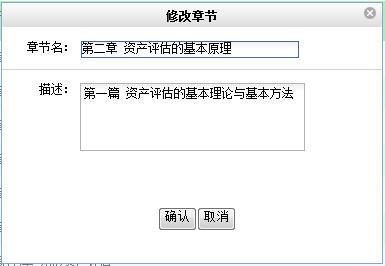 修改章节
章节名： 第二章 资产评估的基本原理
描述： 第一篇 资产评估的基本理论与基本方法
确认 取消